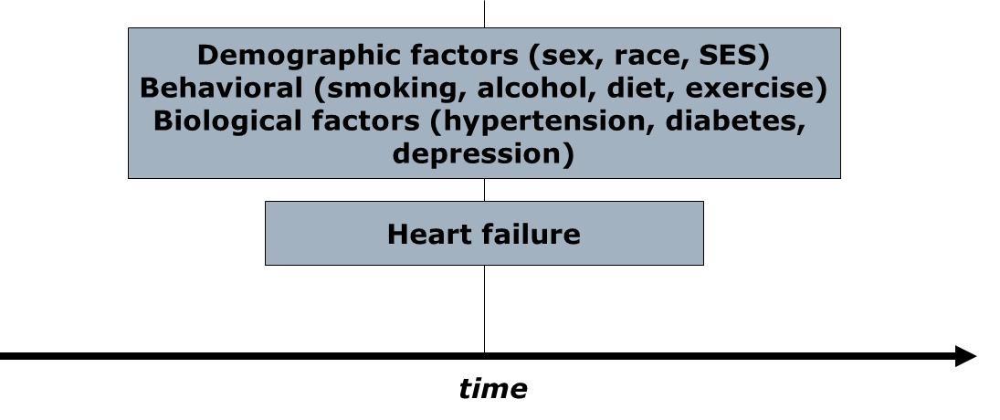 Demographic factors (sex, race, SES)
Behavioral (smoking, alcohol, diet, exercise)
Biological factors (hypertension, diabetes,
depression)
Heart failure
time